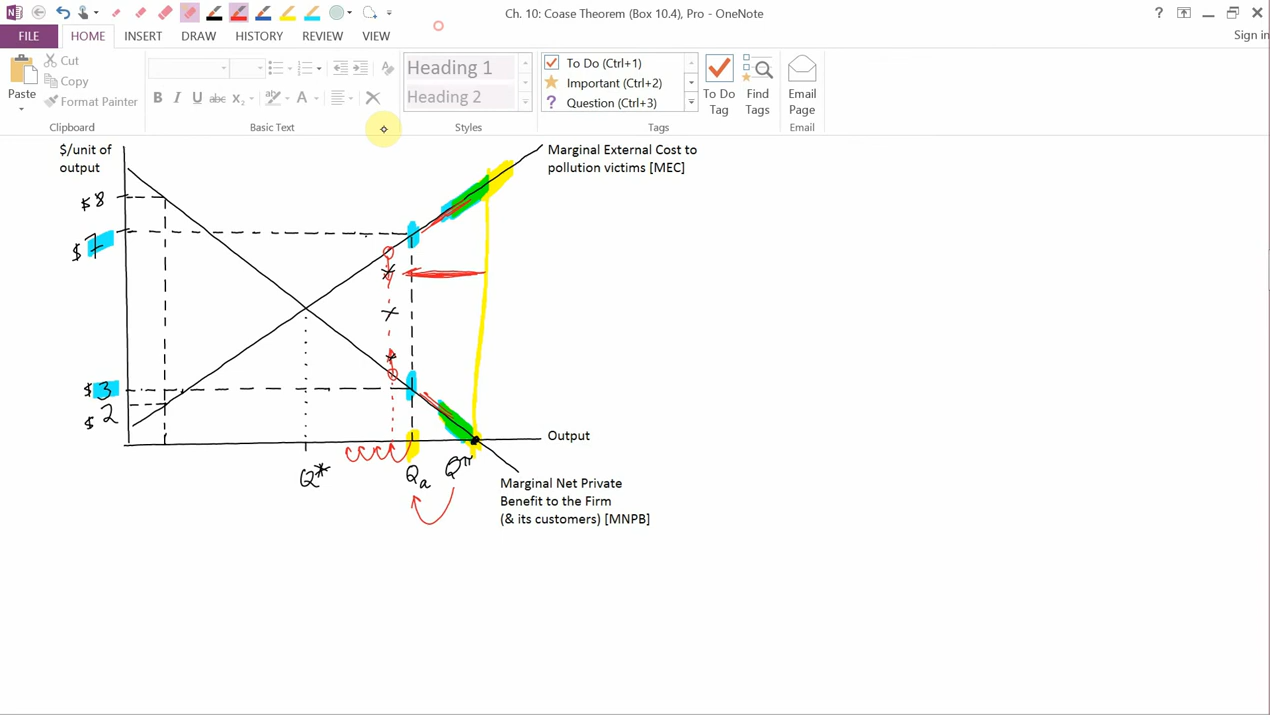 Ch. 10: Coase Theorem (Box 10.4), Pro - OneNote
?
Sign in
FILE HOME INSERT DRAW HISTORY REVIEW VIEW
Paste
Cut
Copy
Format Painter
Clipboard
B I U abc X₂ A
Basic Text
Heading 1
Heading 2
Styles
To Do (Ctrl+1)
Important (Ctrl+2)
? Question (Ctrl+3)
To Do
Tag
Find
Tags
Tags
Email
Page
Email
$/unit of
output
Marginal External Cost to
pollution victims [MEC]
$8
$7
$3
$2
Output
Q*
Qa
Qπ
Marginal Net Private
Benefit to the Firm
(& its customers) [MNPB]